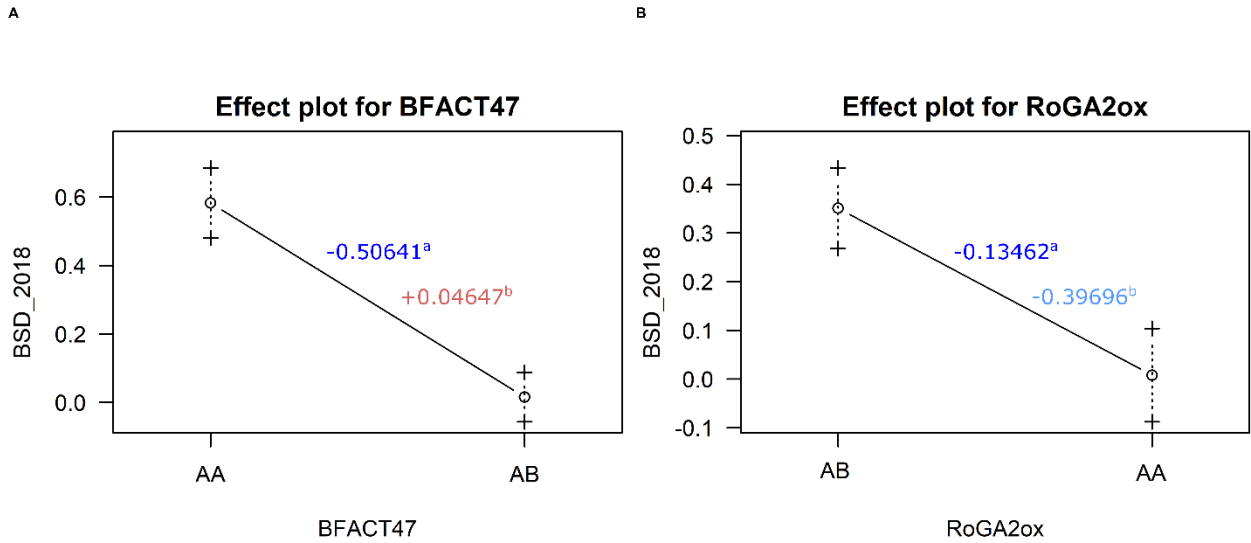 A
Effect plot for BFACT47
BSD_2018
0.6
0.4
0.2
0.0
-0.50641ᵃ
+0.04647ᵇ
AA
AB
BFACT47
B
Effect plot for RoGA2ox
BSD_2018
0.5
0.4
0.3
0.2
0.1
0.0
-0.1
-0.13462ᵃ
-0.39696ᵇ
AB
AA
RoGA2ox